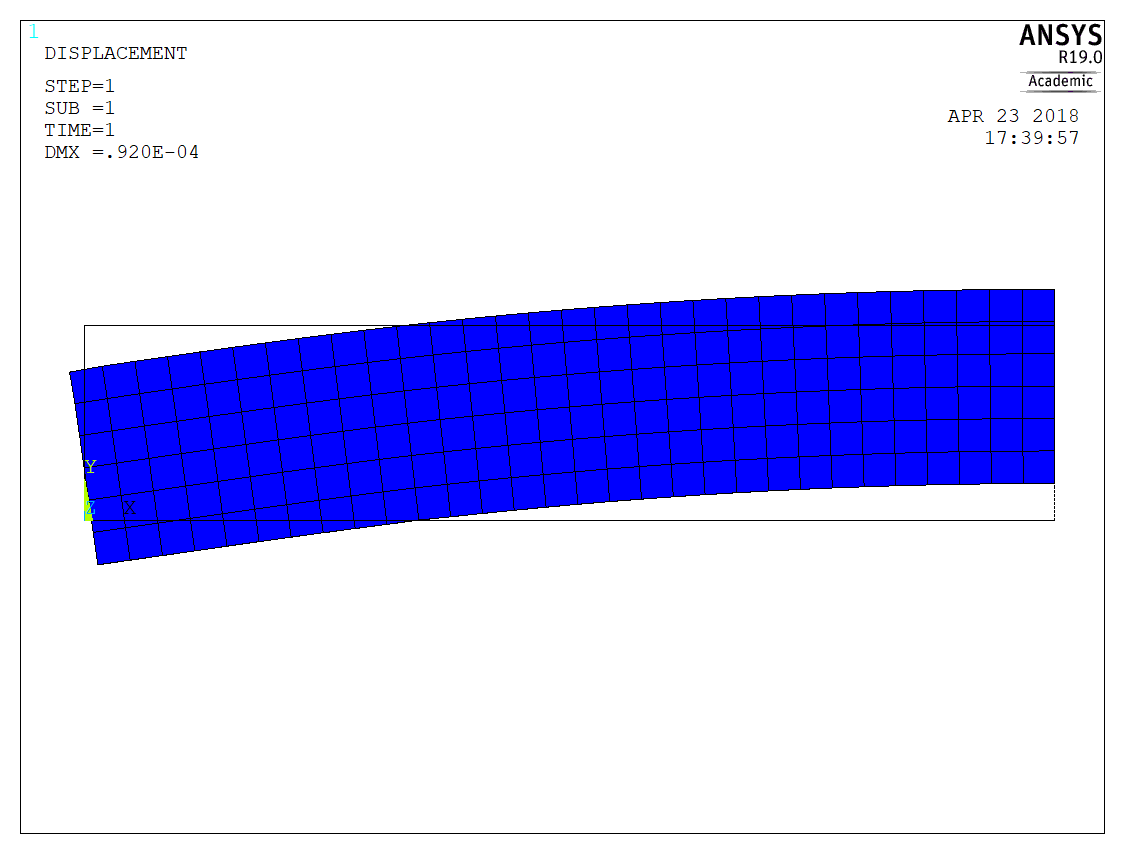 1
DISPLACEMENT
STEP=1
SUB =1
TIME=1
DMX =.920E-04
ANSYS
R19.0
Academic
APR 23 2018
17:39:57
Y
Z
X